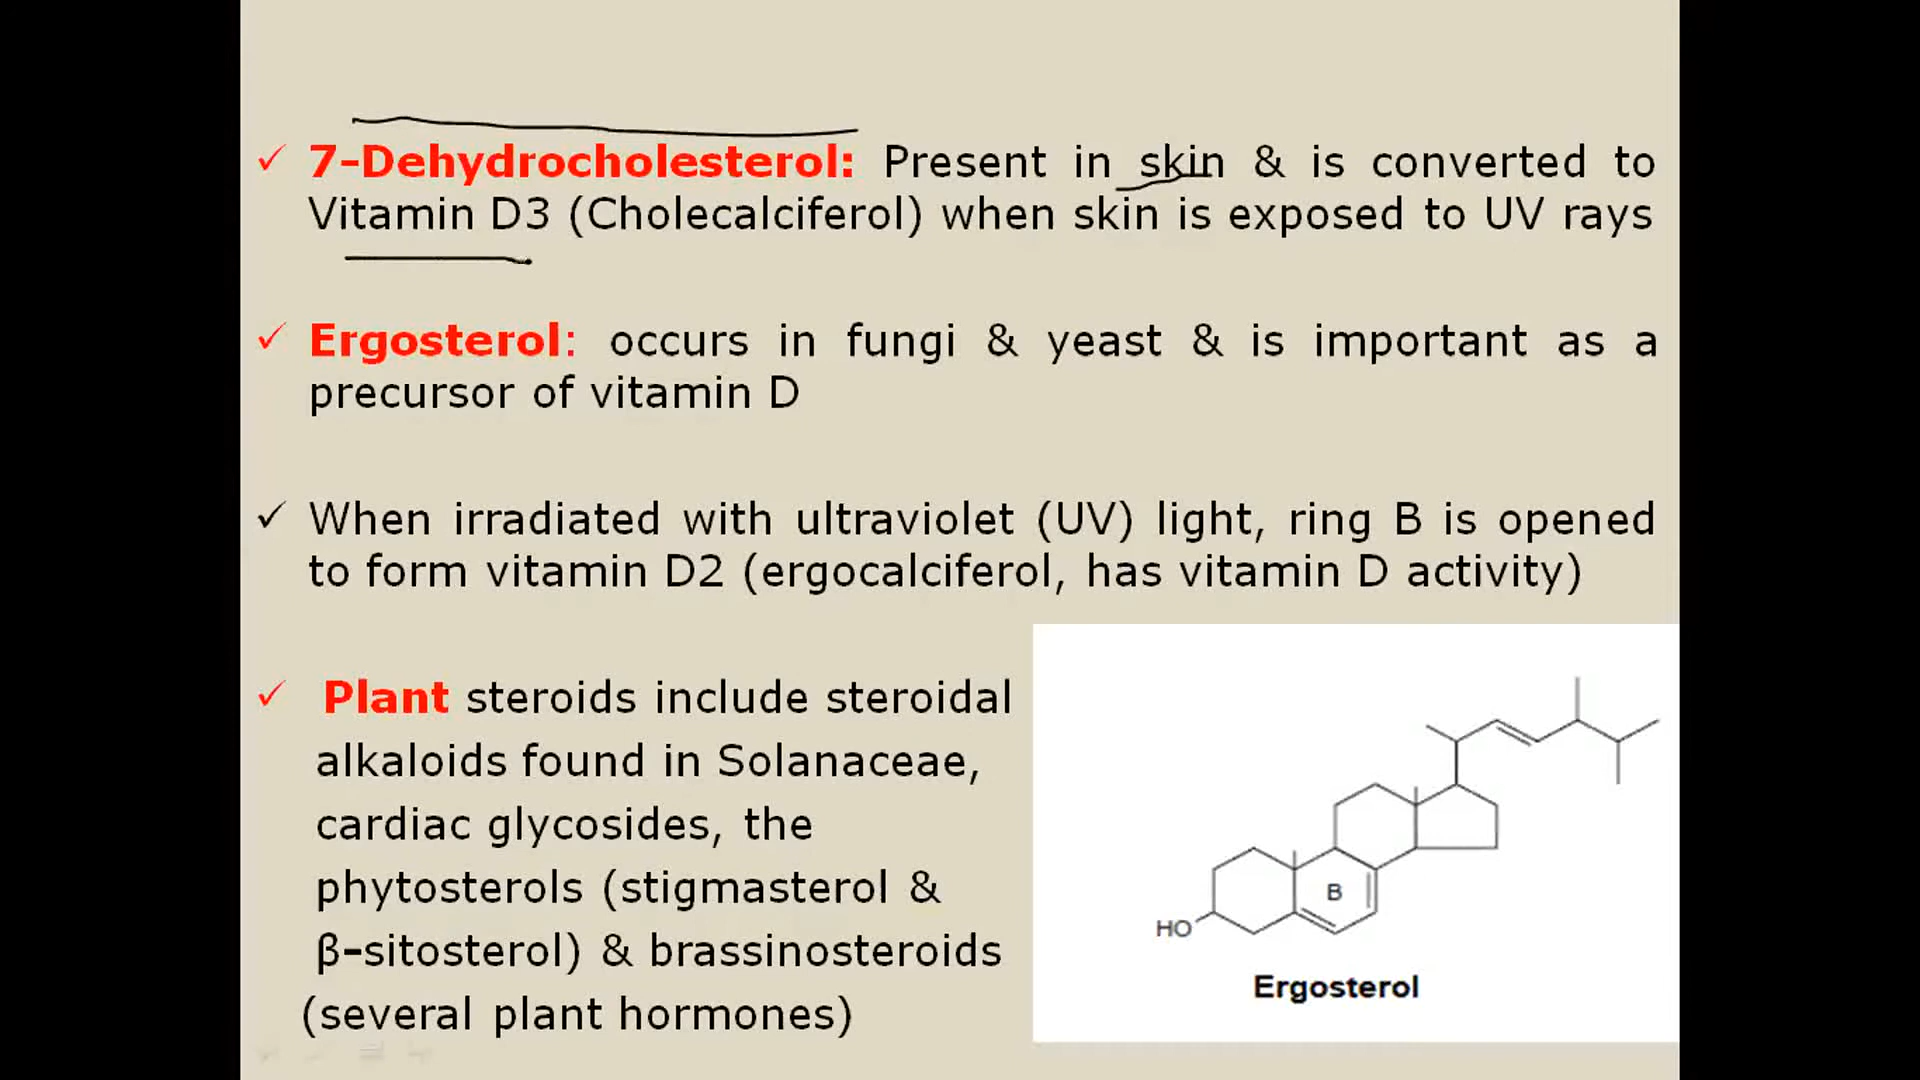 7-Dehydrocholesterol: Present in skin & is converted to
Vitamin D3 (Cholecalciferol) when skin is exposed to UV rays
Ergosterol: occurs in fungi & yeast & is important as a
precursor of vitamin D
When irradiated with ultraviolet (UV) light, ring B is opened
to form vitamin D2 (ergocalciferol, has vitamin D activity)
Plant steroids include steroidal
alkaloids found in Solanaceae,
cardiac glycosides, the
phytosterols (stigmasterol &
β-sitosterol) & brassinosteroids
(several plant hormones)
B
HO
Ergosterol